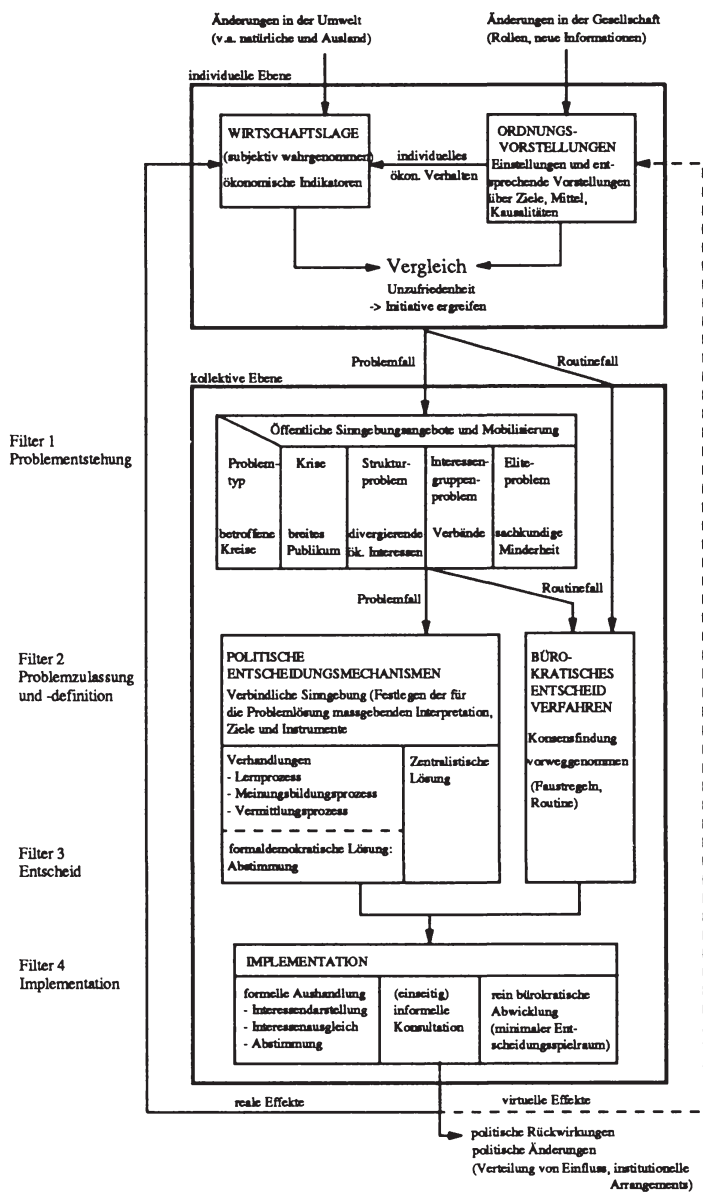 Änderungen in der Umwelt
(v.a. natürliche und Ausland)
Änderungen in der Gesellschaft
(Rollen, neue Informationen)
individuelle Ebene
WIRTSCHAFTSLAGE
(subjektiv wahrgenommen)
ökonomische Indikatoren
individuelles
ökon. Verhalten
ORDNUNGS-
VORSTELLUNGEN
Einstellungen und ent-
sprechende Vorstellungen
über Ziele, Mittel,
Kausalitäten
Vergleich
Unzufriedenheit
-> Initiative ergreifen
Problemfall
Routinefall
kollektive Ebene
Filter 1
Problementstehung
Öffentliche Sinngebungsangebote und Mobilisierung
Problem-
typ
betroffene
Kreise
Krise
breites
Publikum
Struktur-
problem
divergierende
ök. Interessen
Interessen-
gruppen-
problem
Verbände
Elite-
problem
sachkundige
Minderheit
Problemfall
Routinefall
Filter 2
Problemzulassung
und -definition
POLITISCHE
ENTSCHEIDUNGSMECHANISMEN
Verbindliche Sinngebung (Festlegen der für
die Problemlösung massgebenden Interpretation,
Ziele und Instrumente
Verhandlungen
- Lernprozess
- Meinungsbildungsprozess
- Vermittlungsprozess
formaldemokratische Lösung:
Abstimmung
Zentralistische
Lösung
BÜRO-
KRATISCHES
ENTSCHEID
VERFAHREN
Konsensfindung
vorweggenommen
(Faustregeln,
Routine)
Filter 3
Entscheid
Filter 4
Implementation
IMPLEMENTATION
formelle Aushandlung
- Interessendarstellung
- Interessenausgleich
- Abstimmung
(einseitig)
informelle
Konsultation
rein bürokratische
Abwicklung
(minimaler Ent-
scheidungsspielraum)
reale Effekte
virtuelle Effekte
politische Rückwirkungen
politische Änderungen
(Verteilung von Einfluss, institutionelle
Arrangements)